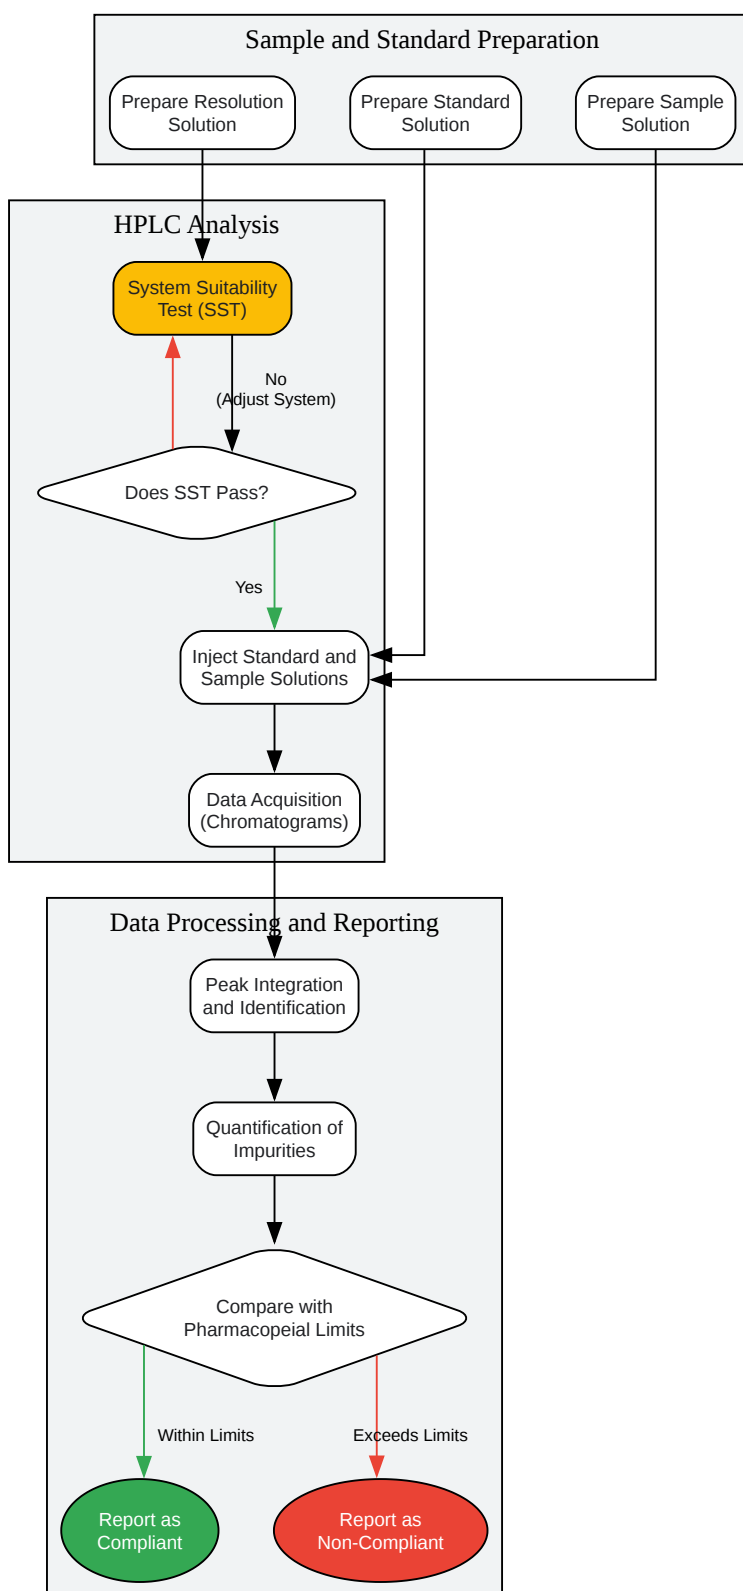 Sample and Standard Preparation
Prepare Resolution
Solution
Prepare Standard
Solution
Prepare Sample
Solution
HPLC Analysis
System Suitability
Test (SST)
No
(Adjust System)
Does SST Pass?
Yes
Inject Standard and
Sample Solutions
Data Acquisition
(Chromatograms)
Data Processing and Reporting
Peak Integration
and Identification
Quantification of
Impurities
Compare with
Pharmacopeial Limits
Within Limits
Exceeds Limits
Report as
Compliant
Report as
Non-Compliant